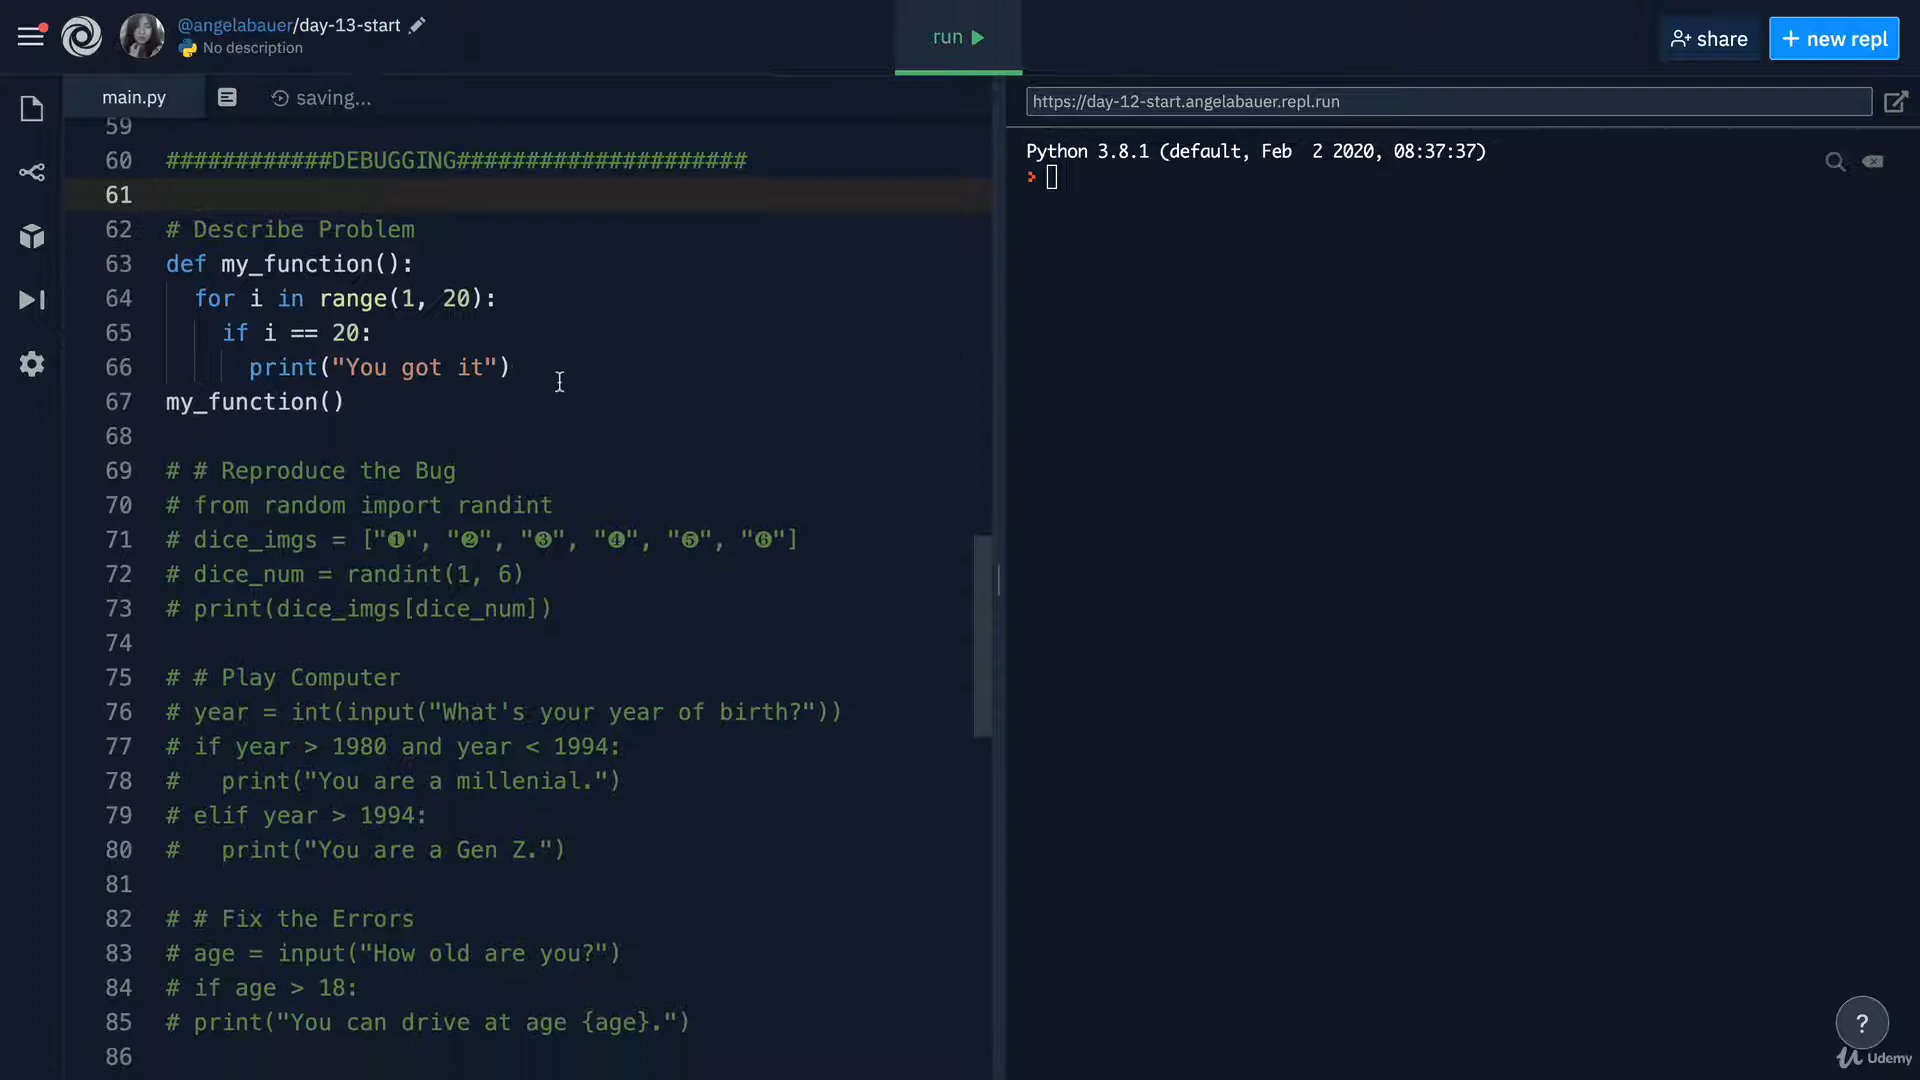 @angelabauer/day-13-start
No description
run
share
+ new repl
main.py
saving...
https://day-12-start.angelabauer.repl.run
59
60 ############DEBUGGING#####################
61
62 # Describe Problem
63 def my_function():
64   for i in range(1, 20):
65     if i == 20:
66       print("You got it")
67 my_function()
68
69 # # Reproduce the Bug
70 # from random import randint
71 # dice_imgs = ["❶", "❷", "❸", "❹", "❺", "❻"]
72 # dice_num = randint(1, 6)
73 # print(dice_imgs[dice_num])
74
75 # # Play Computer
76 # year = int(input("What's your year of birth?"))
77 # if year > 1980 and year < 1994:
78 #   print("You are a millenial.")
79 # elif year > 1994:
80 #   print("You are a Gen Z.")
81
82 # # Fix the Errors
83 # age = input("How old are you?")
84 # if age > 18:
85 # print("You can drive at age {age}.")
86
Python 3.8.1 (default, Feb  2 2020, 08:37:37)
?
Udemy